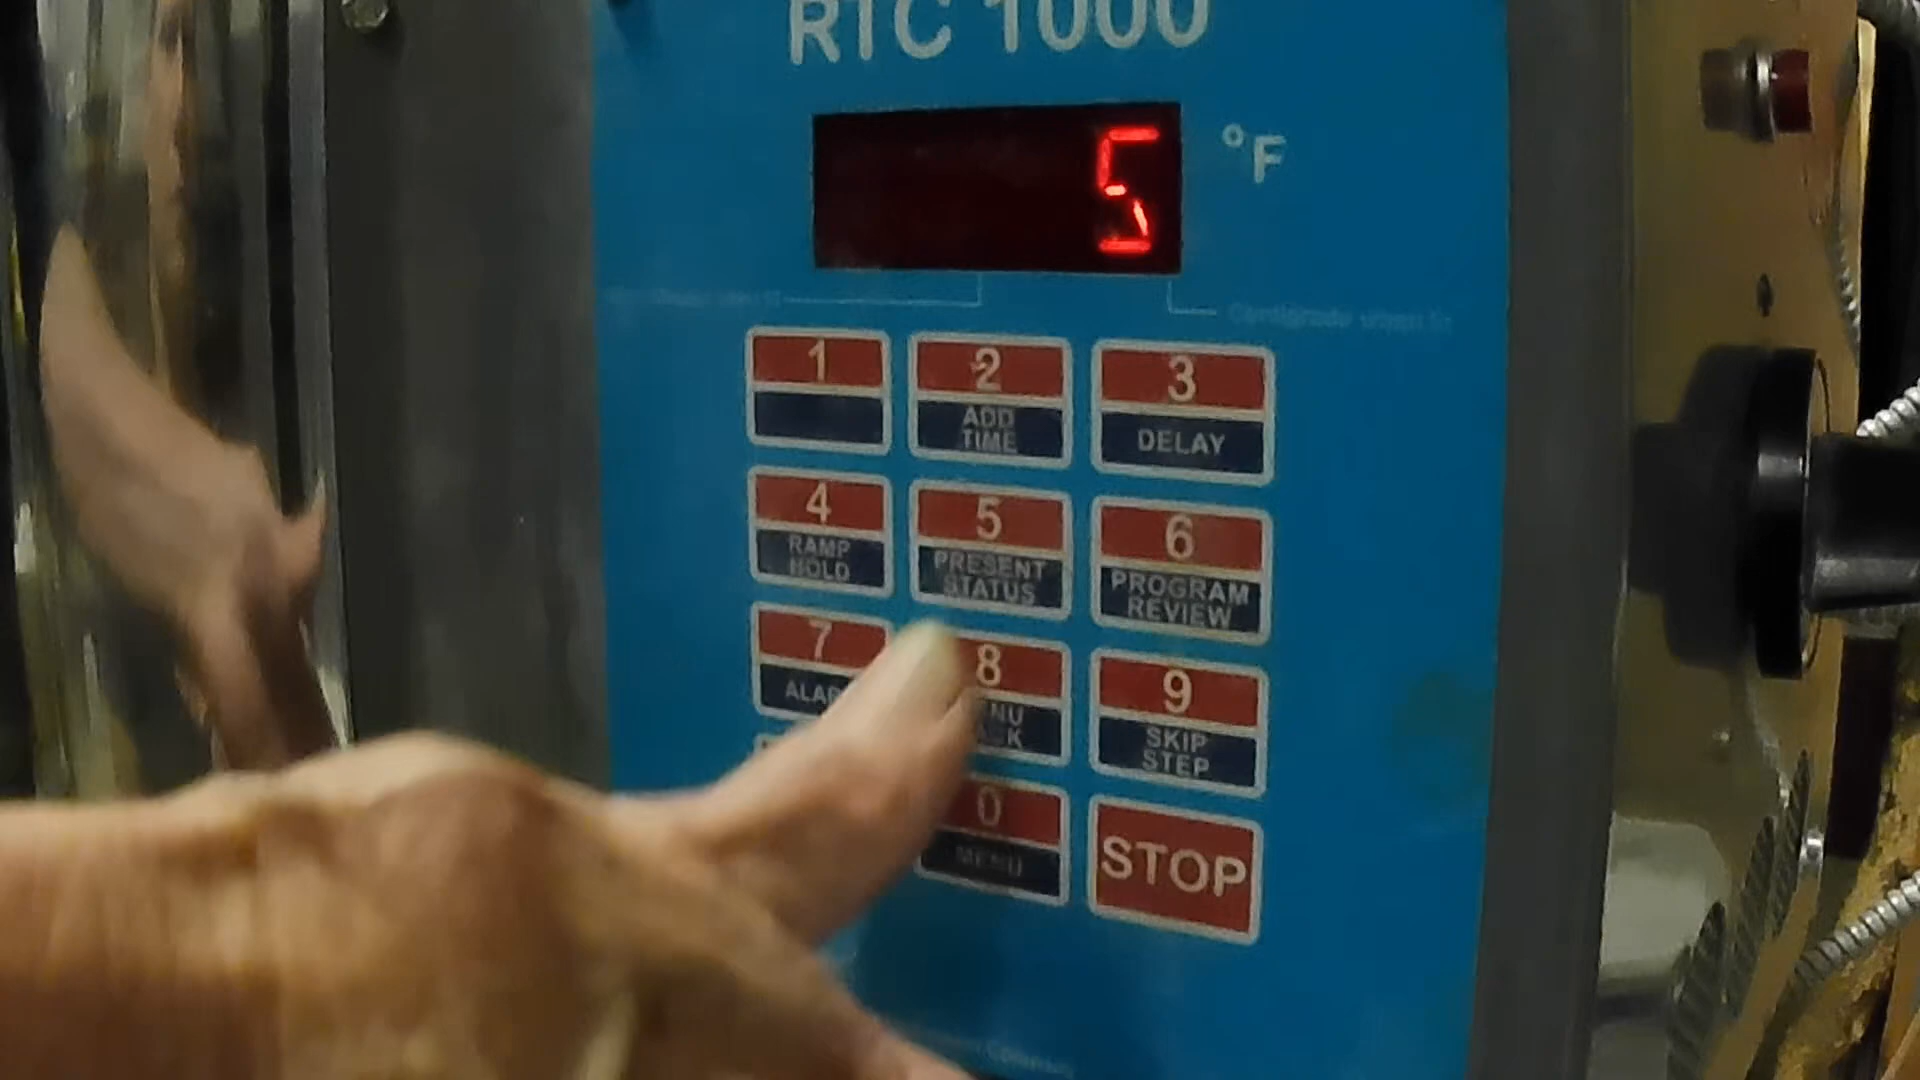 RTC 1000
5 °F
1
2
ADD
TIME
3
DELAY
4
RAMP
HOLD
5
PRESENT
STATUS
6
PROGRAM
REVIEW
7
8
9
SKIP
STEP
0
MENU
STOP